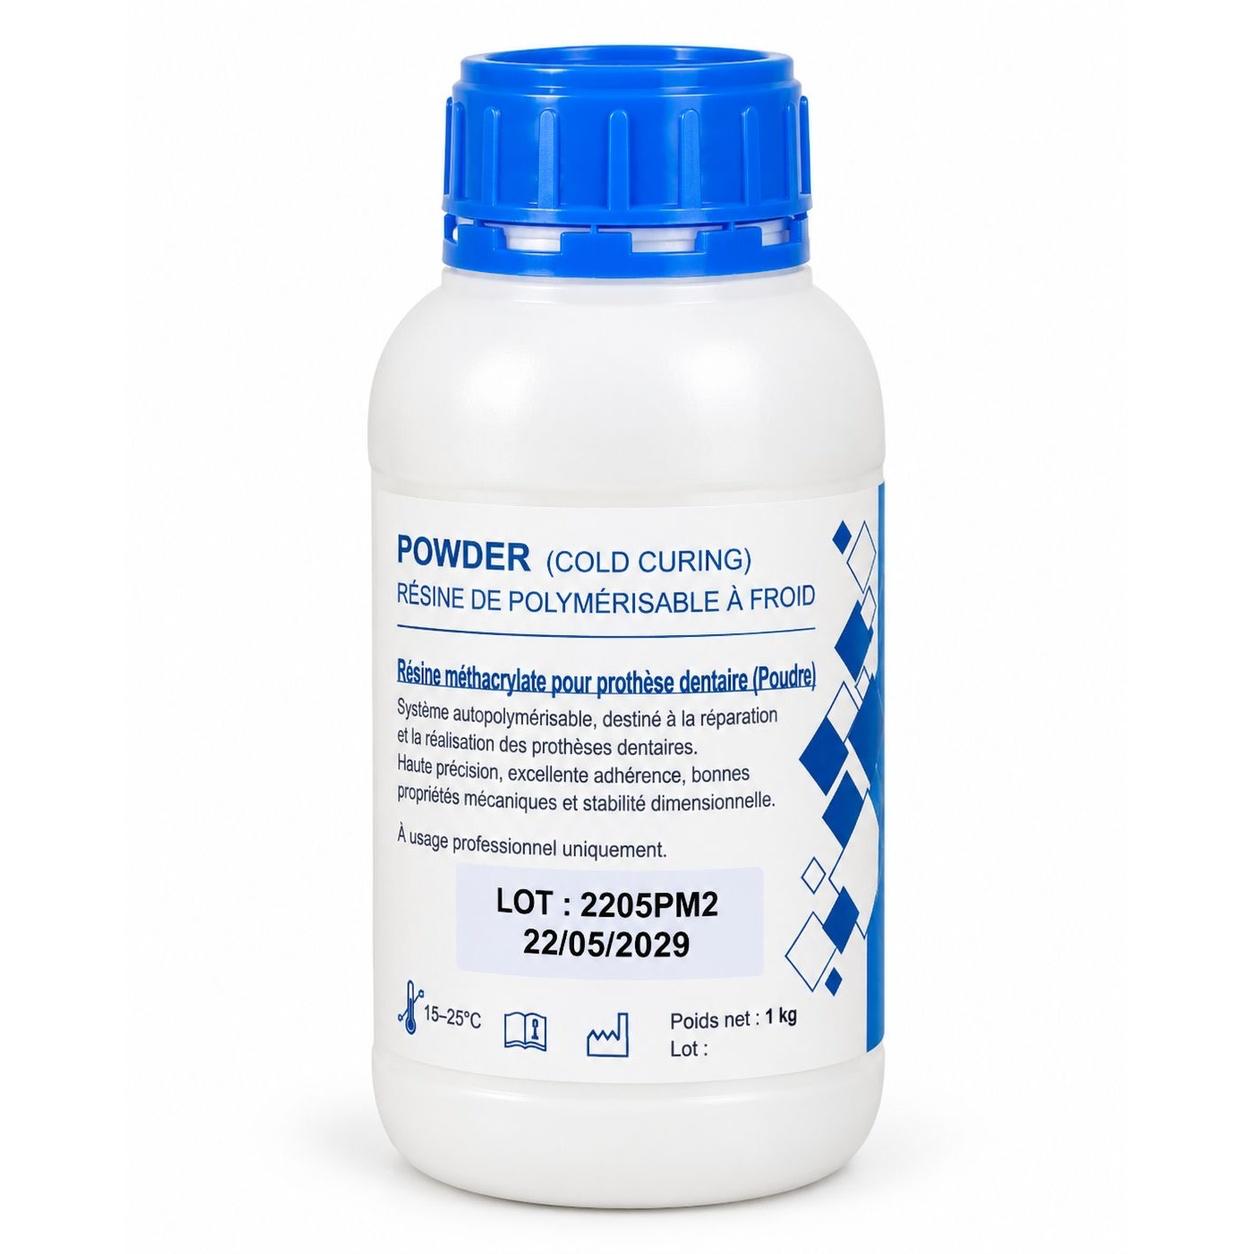 POWDER (COLD CURING)
RÉSINE DE POLYMÉRISABLE À FROID
Résine méthacrylate pour prothèse dentaire (Poudre)
Système autopolymérisable, destiné à la réparation
et la réalisation des prothèses dentaires.
Haute précision, excellente adhérence, bonnes
propriétés mécaniques et stabilité dimensionnelle.
À usage professionnel uniquement.
LOT : 2205PM2
22/05/2029
15–25°C
Poids net : 1 kg
Lot :